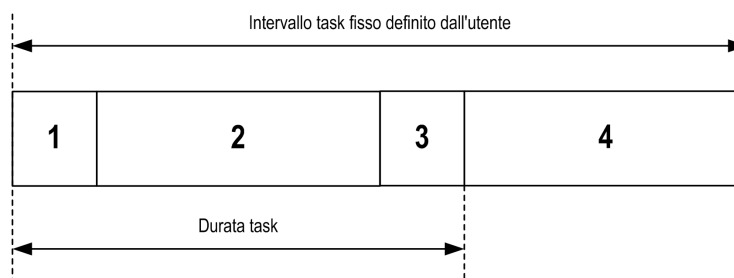 Intervallo task fisso definito dall'utente
1 2 3 4
Durata task